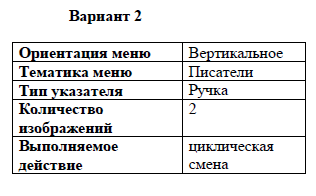 Вариант 2
Ориентация меню Вертикальное
Тематика меню Писатели
Тип указателя Ручка
Количество изображений 2
Выполняемое действие циклическая смена